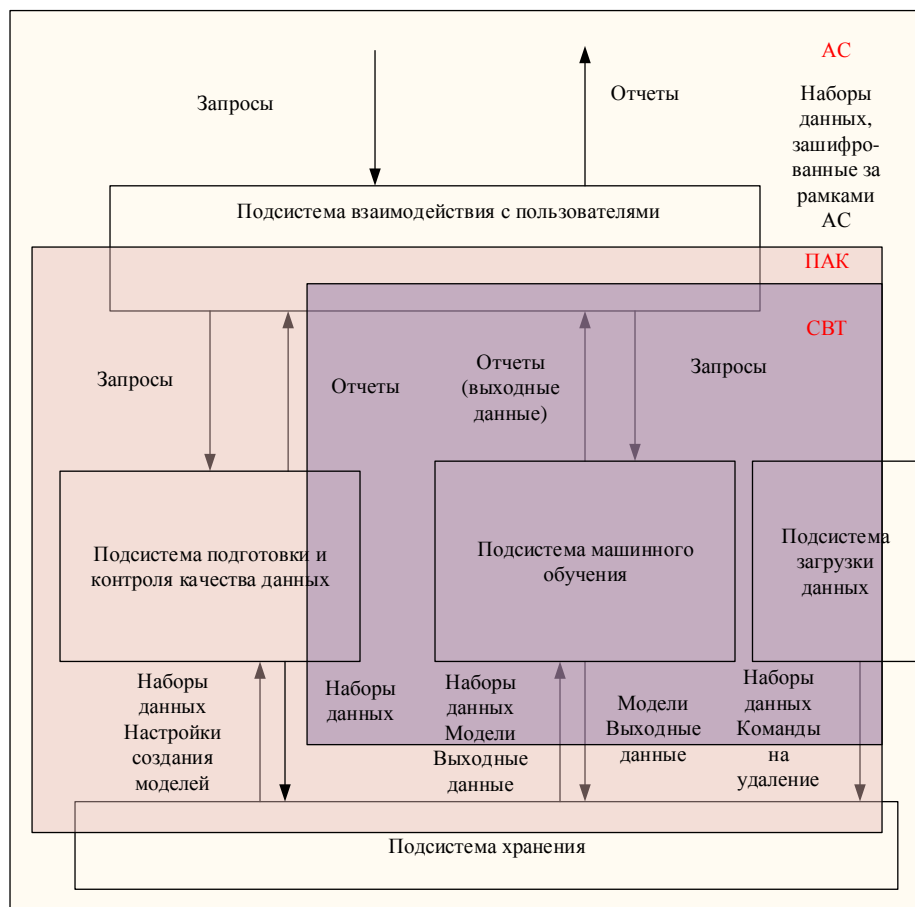 АС
Запросы
Отчеты
Наборы
данных,
зашифро-
ванные за
рамками
АС
Подсистема взаимодействия с пользователями
ПАК
СВТ
Запросы
Отчеты
Отчеты
(выходные
данные)
Запросы
Подсистема подготовки и
контроля качества данных
Подсистема машинного
обучения
Подсистема
загрузки
данных
Наборы
данных
Настройки
создания
моделей
Наборы
данных
Наборы
данных
Модели
Выходные
данные
Модели
Выходные
данные
Наборы
данных
Команды
на
удаление
Подсистема хранения